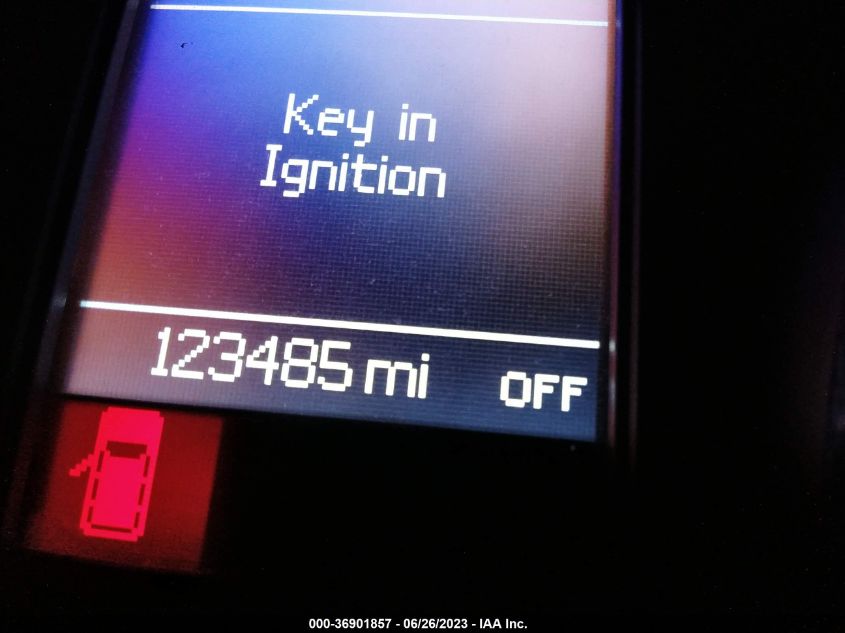 Key in
Ignition
123485 mi OFF
000-36901857 - 06/26/2023 - IAA Inc.